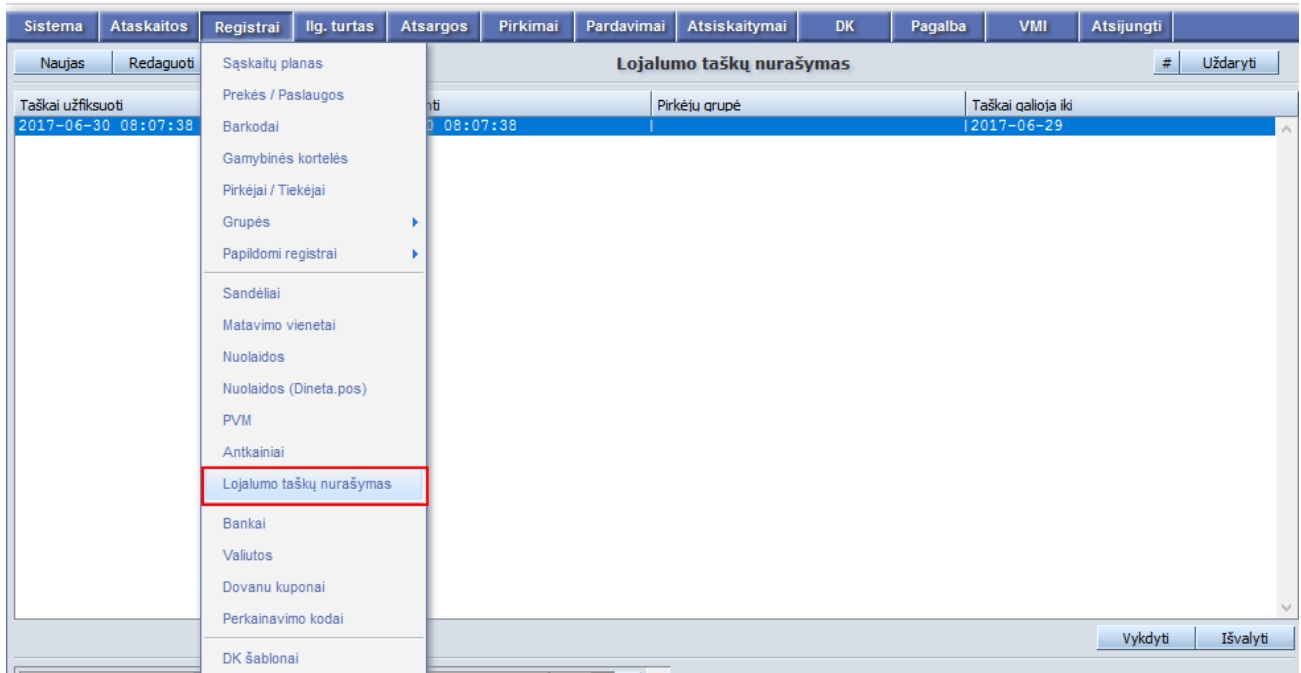 Sistema Ataskaitos Registrai Ilg. turtas Atsargos Pirkimai Pardavimai Atsiskaitymai DK Pagalba VMI Atsijungti
Naujas Redaguoti Lojalumo taškų nurašymas # Uždaryti
Taškai užfiksuoti Pirkėjų grupė Taškai galioja iki
2017-06-30 08:07:38 08:07:38 2017-06-29
Sąskaitų planas
Prekės / Paslaugos
Barkodai
Gamybinės kortelės
Pirkėjai / Tiekėjai
Grupės
Papildomi registrai
Sandėliai
Matavimo vienetai
Nuolaidos
Nuolaidos (Dineta.pos)
PVM
Antkainiai
Lojalumo taškų nurašymas
Bankai
Valiutos
Dovanu kuponai
Perkainavimo kodai
DK šablonai
Vykdyti Išvalyti